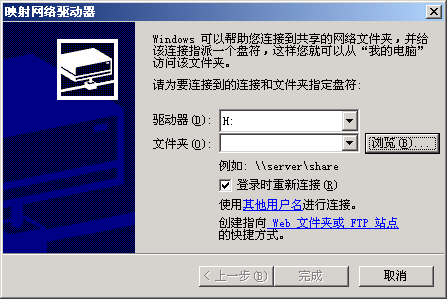 映射网络驱动器
Windows 可以帮助您连接到共享的网络文件夹，并给
该连接指派一个盘符，这样您就可以从“我的电脑”
访问该文件夹。
请为要连接到的连接和文件夹指定盘符：
驱动器(D)： H:
文件夹(O)： 浏览(B)...
例如: \\server\share
登录时重新连接(R)
使用其他用户名进行连接。
创建指向 Web 文件夹或 FTP 站点
的快捷方式。
< 上一步(B) 完成 取消